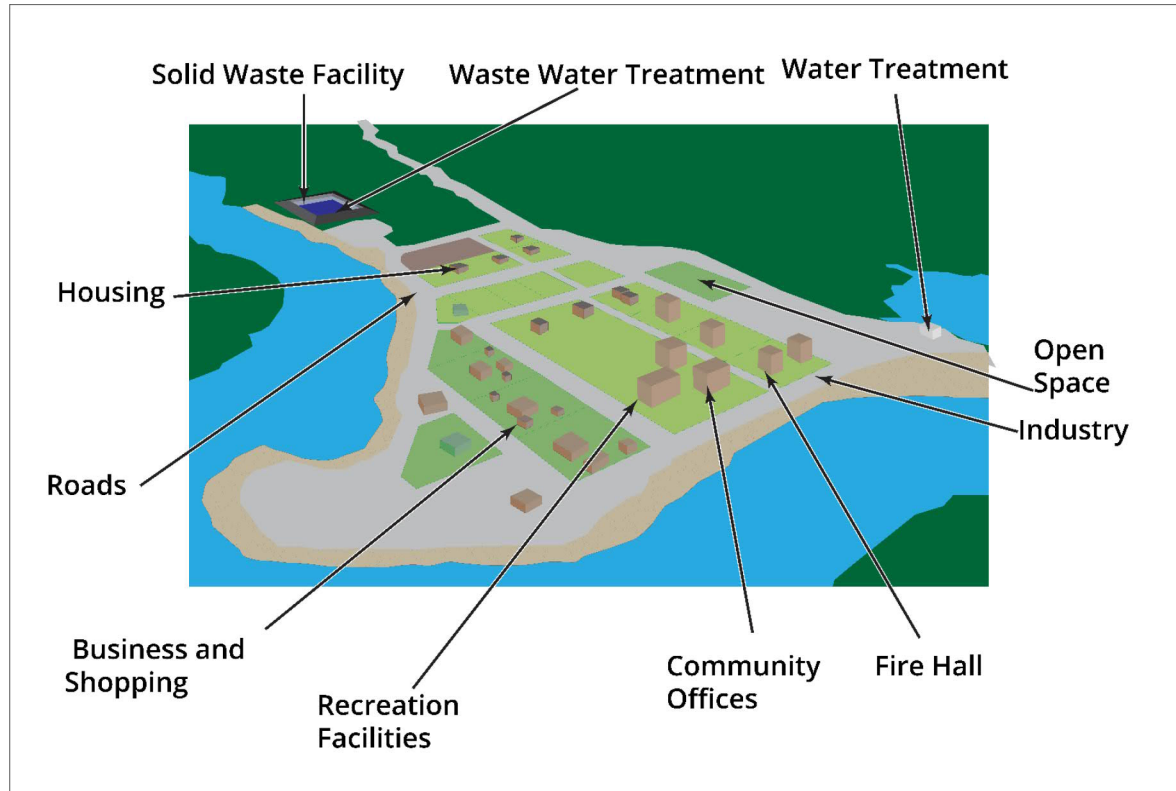 Solid Waste Facility
Waste Water Treatment
Water Treatment
Housing
Open
Space
Industry
Roads
Business and
Shopping
Recreation
Facilities
Community
Offices
Fire Hall